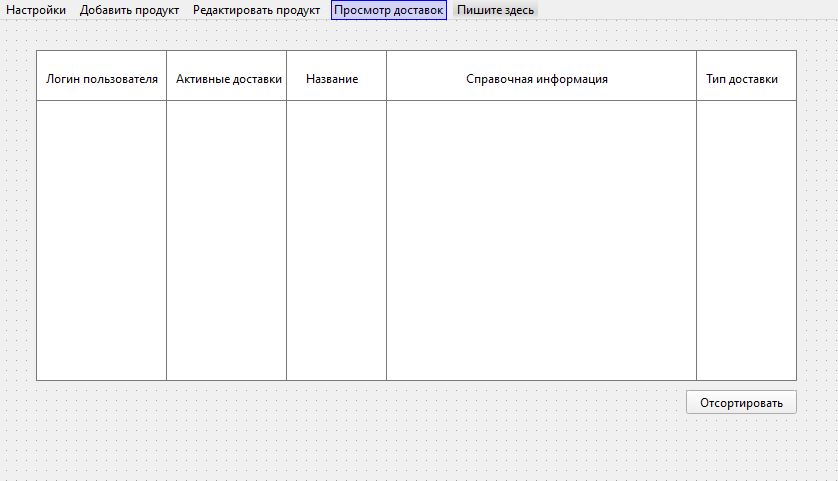 Настройки Добавить продукт Редактировать продукт Просмотр доставок Пишите здесь
Логин пользователя Активные доставки Название Справочная информация Тип доставки
Отсортировать